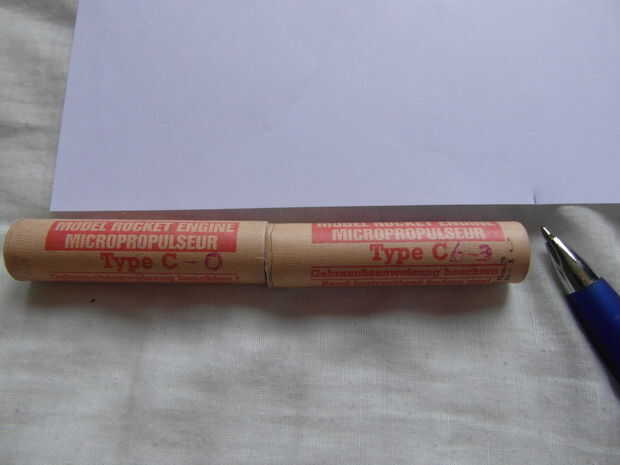 MODEL ROCKET ENGINE
MICROPROPULSEUR
Type C-0
MODEL ROCKET ENGINE
MICROPROPULSEUR
Type C6-3
Gebrauchsanweisung beachten